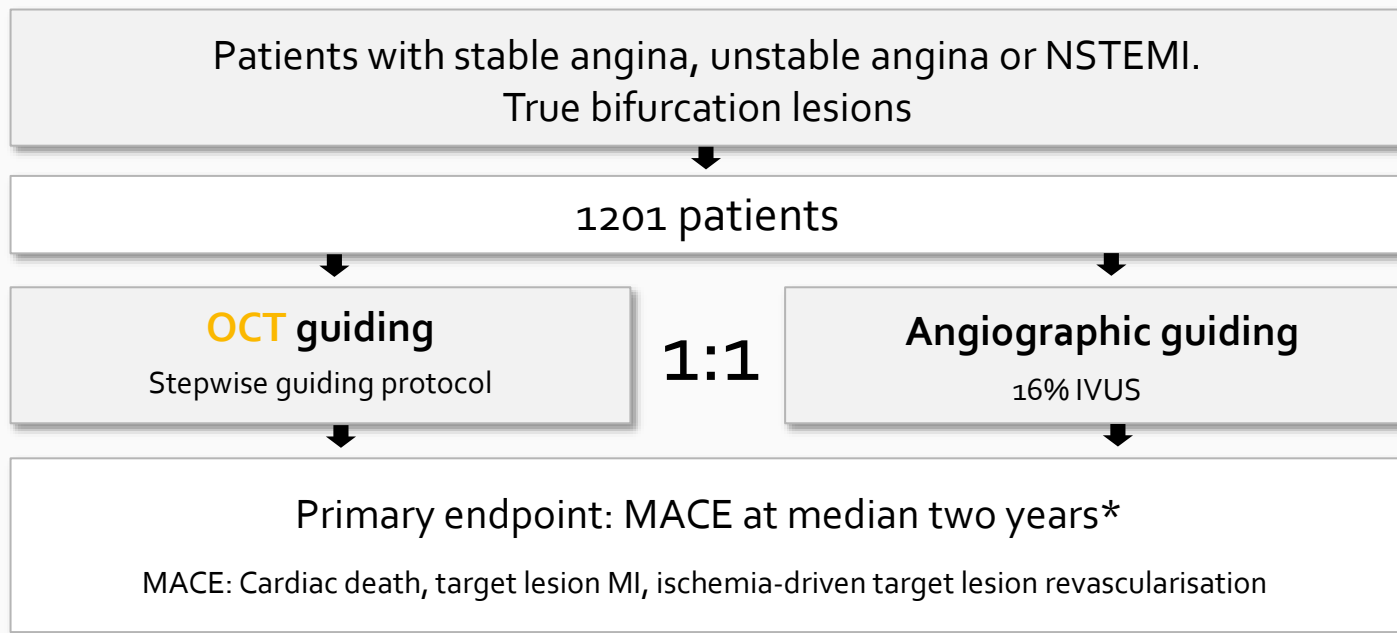 Patients with stable angina, unstable angina or NSTEMI.
True bifurcation lesions
1201 patients
OCT guiding
Stepwise guiding protocol
1:1
Angiographic guiding
16% IVUS
Primary endpoint: MACE at median two years*
MACE: Cardiac death, target lesion MI, ischemia-driven target lesion revascularisation